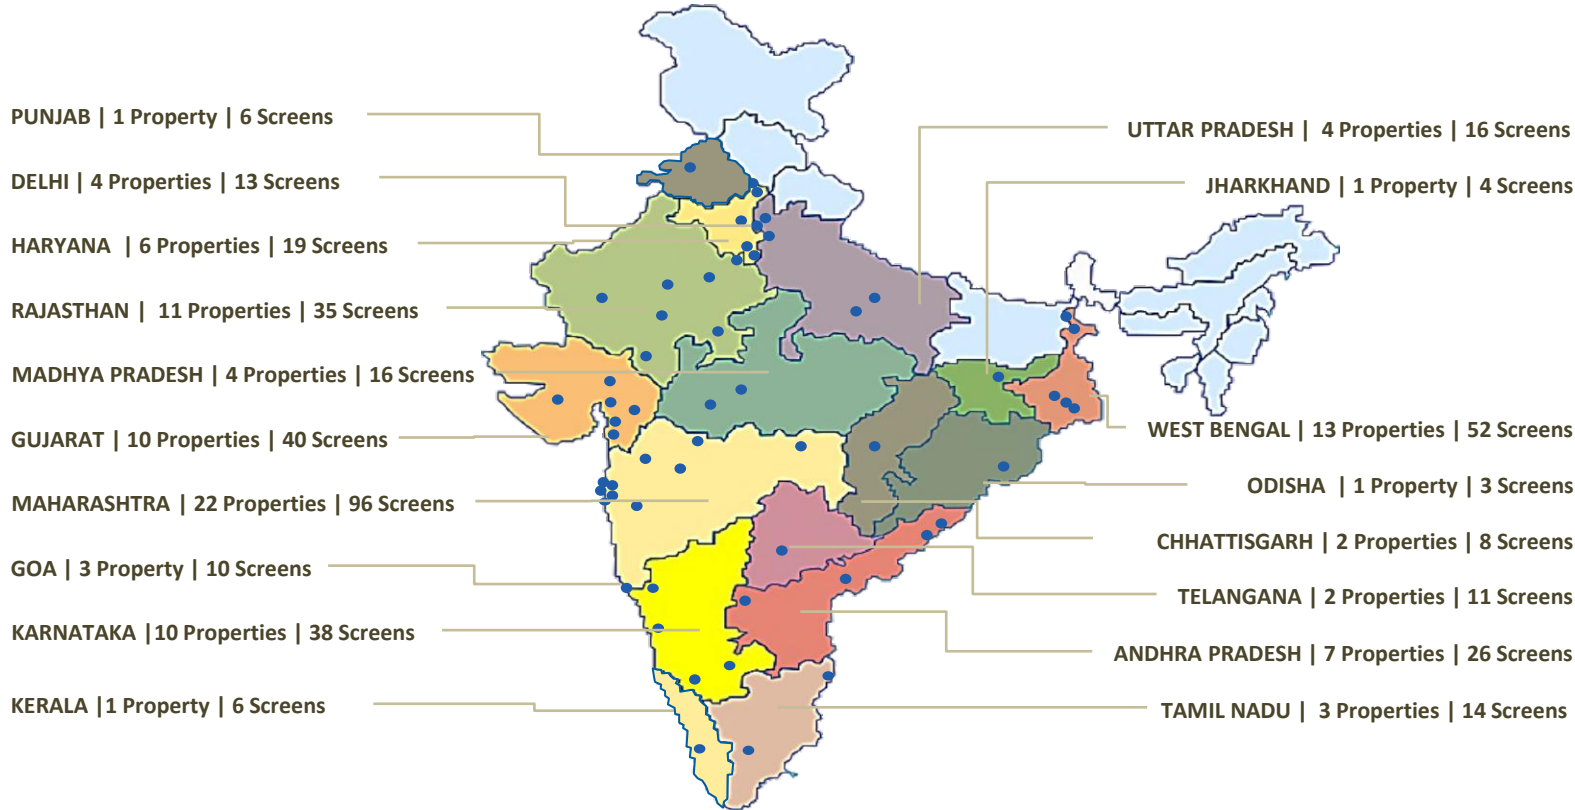 PUNJAB | 1 Property | 6 Screens
DELHI | 4 Properties | 13 Screens
HARYANA | 6 Properties | 19 Screens
RAJASTHAN | 11 Properties | 35 Screens
MADHYA PRADESH | 4 Properties | 16 Screens
GUJARAT | 10 Properties | 40 Screens
MAHARASHTRA | 22 Properties | 96 Screens
GOA | 3 Property | 10 Screens
KARNATAKA |10 Properties | 38 Screens
KERALA |1 Property | 6 Screens
UTTAR PRADESH | 4 Properties | 16 Screens
JHARKHAND | 1 Property | 4 Screens
WEST BENGAL | 13 Properties | 52 Screens
ODISHA | 1 Property | 3 Screens
CHHATTISGARH | 2 Properties | 8 Screens
TELANGANA | 2 Properties | 11 Screens
ANDHRA PRADESH | 7 Properties | 26 Screens
TAMIL NADU | 3 Properties | 14 Screens